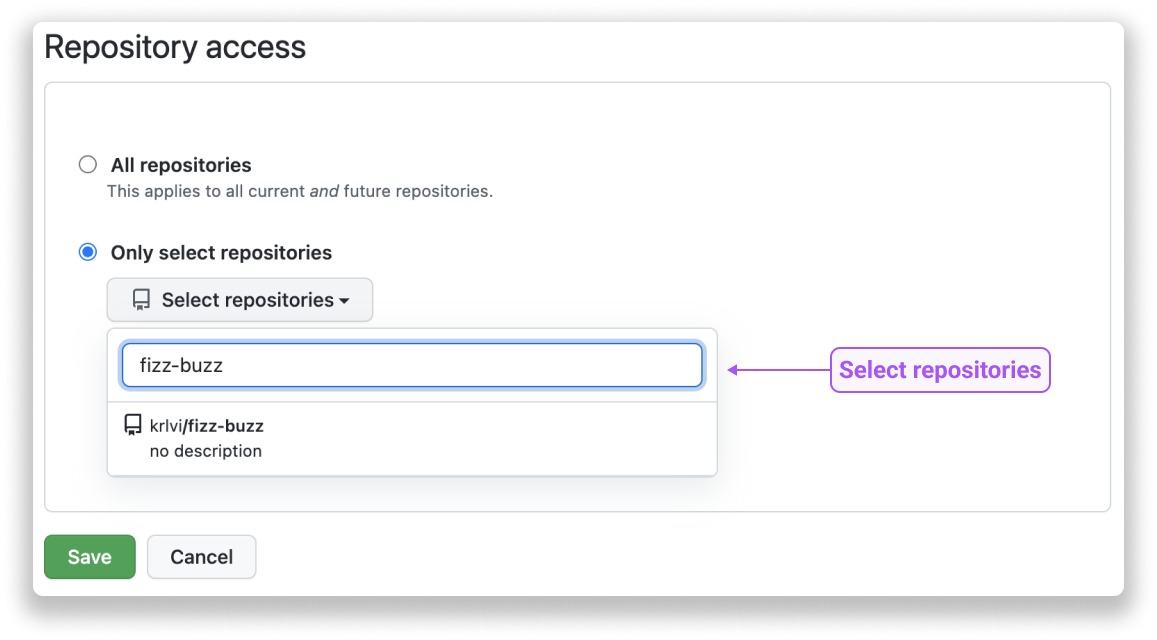 Repository access
All repositories
This applies to all current and future repositories.
Only select repositories
Select repositories
fizz-buzz
Select repositories
krlvi/fizz-buzz
no description
Save
Cancel